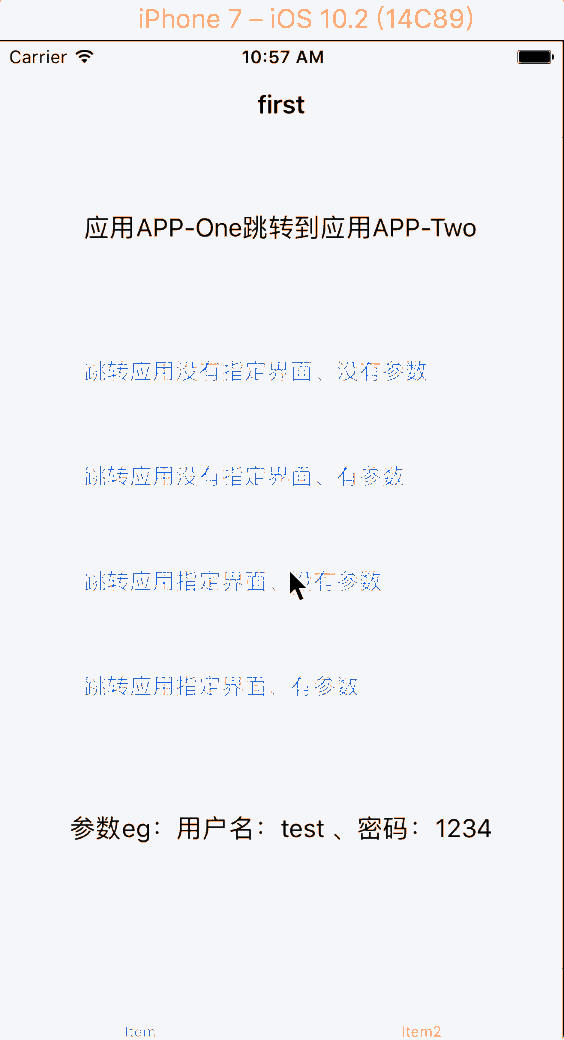 iPhone 7 – iOS 10.2 (14C89)
Carrier 10:57 AM
first
应用APP-One跳转到应用APP-Two
跳转应用没有指定界面、没有参数
跳转应用没有指定界面、有参数
跳转应用指定界面、没有参数
跳转应用指定界面、有参数
参数eg：用户名：test 、密码：1234
Item Item2